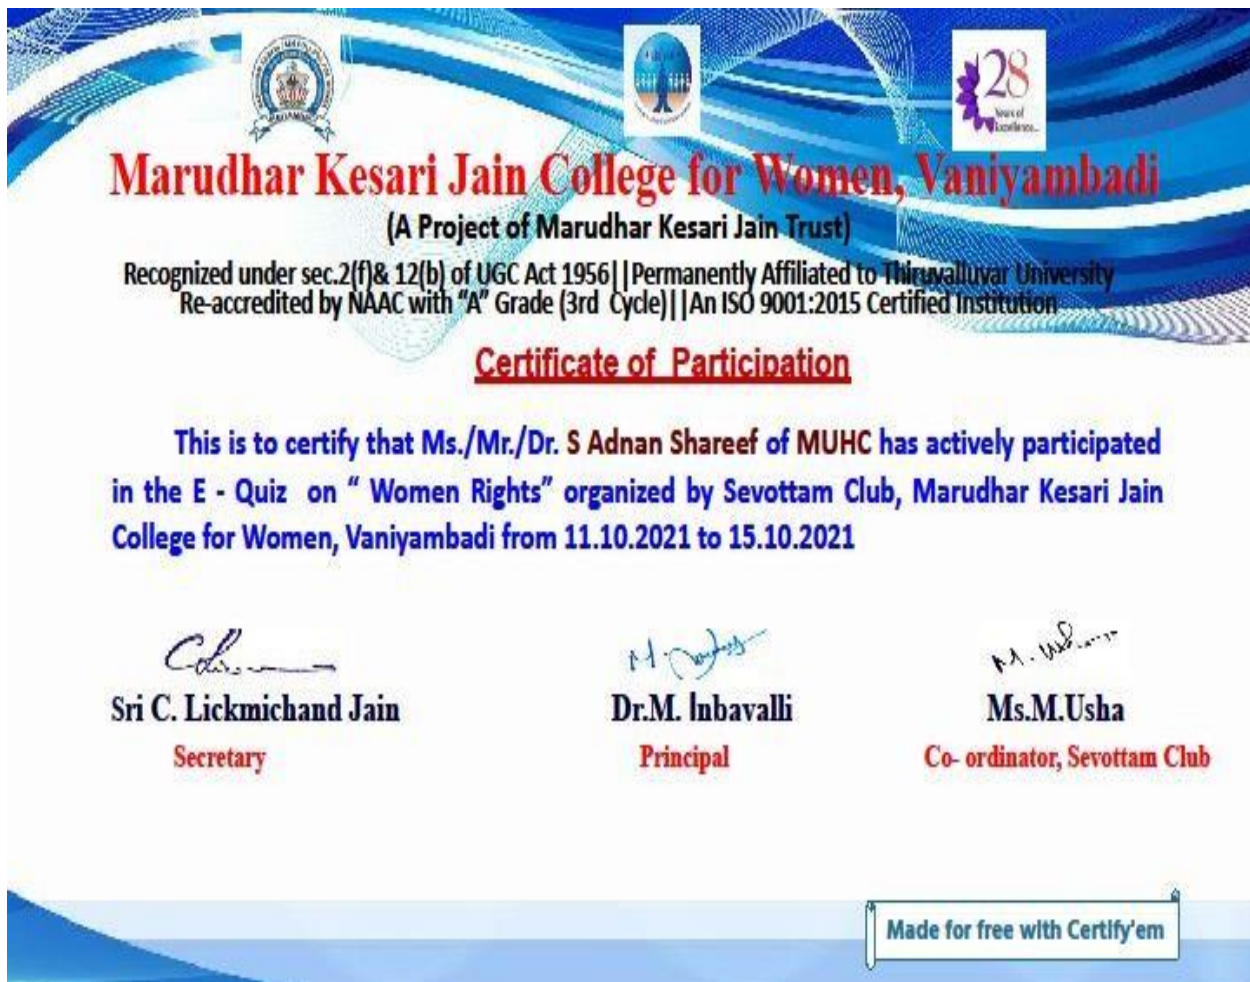 28
Years of
Excellence...
Marudhar Kesari Jain College for Women, Vaniyambadi
(A Project of Marudhar Kesari Jain Trust)
Recognized under sec.2(f)& 12(b) of UGC Act 1956||Permanently Affiliated to Thiruvalluvar University
Re-accredited by NAAC with “A” Grade (3rd Cycle)||An ISO 9001:2015 Certified Institution
Certificate of Participation
This is to certify that Ms./Mr./Dr. S Adnan Shareef of MUHC has actively participated
in the E - Quiz on “ Women Rights” organized by Sevottam Club, Marudhar Kesari Jain
College for Women, Vaniyambadi from 11.10.2021 to 15.10.2021
M. Usha
Sri C. Lickmichand Jain Dr.M. Inbavalli Ms.M.Usha
Secretary Principal Co- ordinator, Sevottam Club
Made for free with Certify'em